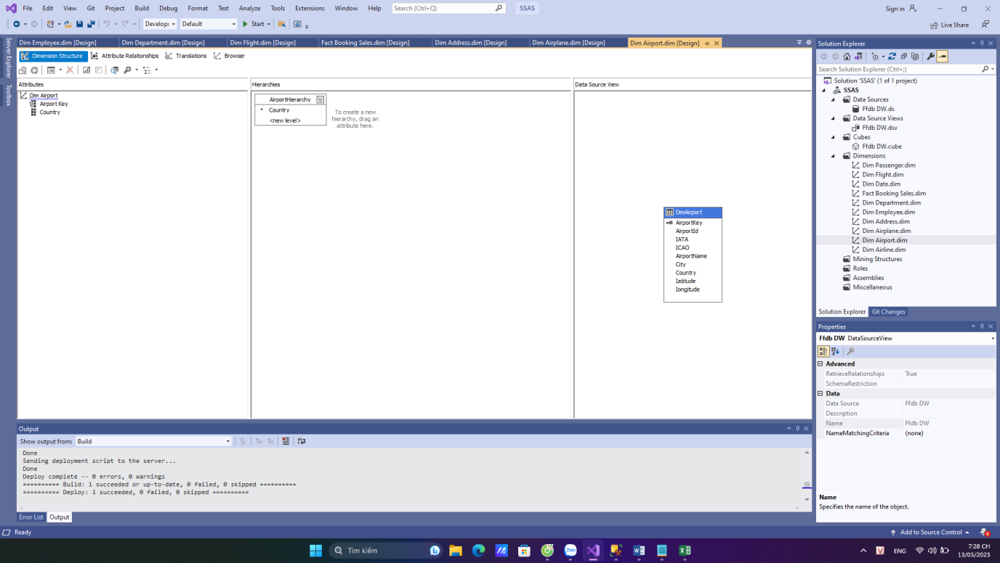 File Edit View Git Project Build Debug Format Test Analyze Tools Extensions Window Help Search (Ctrl+Q) SSAS Sign in
Developi Default Start Live Share
Server Explorer
Toolbox
Dim Employee.dim [Design] Dim Department.dim [Design] Dim Flight.dim [Design] Fact Booking Sales.dim [Design] Dim Address.dim [Design] Dim Airplane.dim [Design] Dim Airport.dim [Design]
Dimension Structure Attribute Relationships Translations Browser
Attributes
Dim Airport
Airport Key
Country
Hierarchies
AirportHierarchy
Country
<new level>
To create a new
hierarchy, drag an
attribute here.
Data Source View
DimAirport
AirportKey
AirportId
IATA
ICAO
AirportName
City
Country
latitude
longitude
Solution Explorer
Search Solution Explorer (Ctrl+;)
Solution 'SSAS' (1 of 1 project)
SSAS
Data Sources
Ffdb DW.ds
Data Source Views
Ffdb DW.dsv
Cubes
Ffdb DW.cube
Dimensions
Dim Passenger.dim
Dim Flight.dim
Dim Date.dim
Fact Booking Sales.dim
Dim Department.dim
Dim Employee.dim
Dim Address.dim
Dim Airplane.dim
Dim Airport.dim
Dim Airline.dim
Mining Structures
Roles
Assemblies
Miscellaneous
Solution Explorer Git Changes
Properties
Ffdb DW DataSourceView
Advanced
RetrieveRelationships True
SchemaRestriction
Data
Data Source Ffdb DW
Description
Name Ffdb DW
NameMatchingCriteria (none)
Name
Specifies the name of the object.
Output
Show output from: Build
Done
Sending deployment script to the server...
Done
Deploy complete -- 0 errors, 0 warnings
========== Build: 1 succeeded or up-to-date, 0 failed, 0 skipped ==========
========== Deploy: 1 succeeded, 0 failed, 0 skipped ==========
Error List Output
Ready Add to Source Control 4
Tìm kiếm Zalo V ENG 7:28 CH
13/05/2023